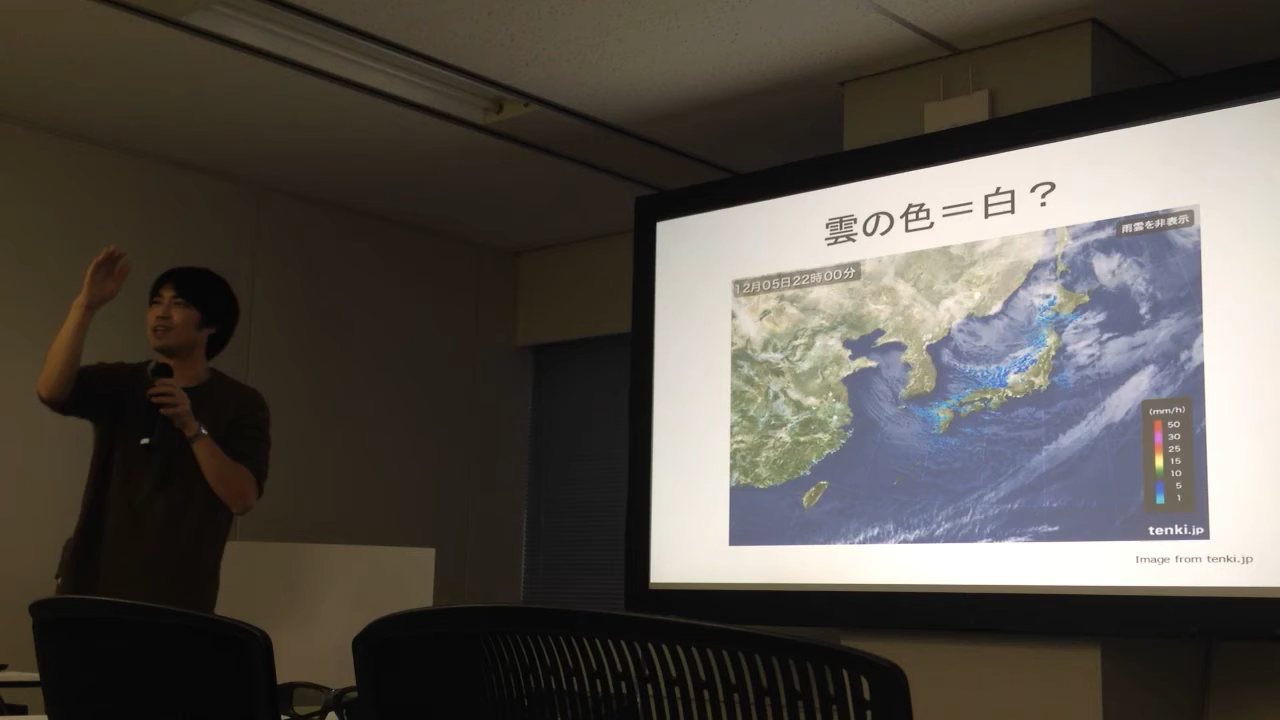 雲の色＝白？
12月05日22時00分
雨雲を非表示
(mm/h)
50
30
25
15
10
5
1
tenki.jp
Image from tenki.jp